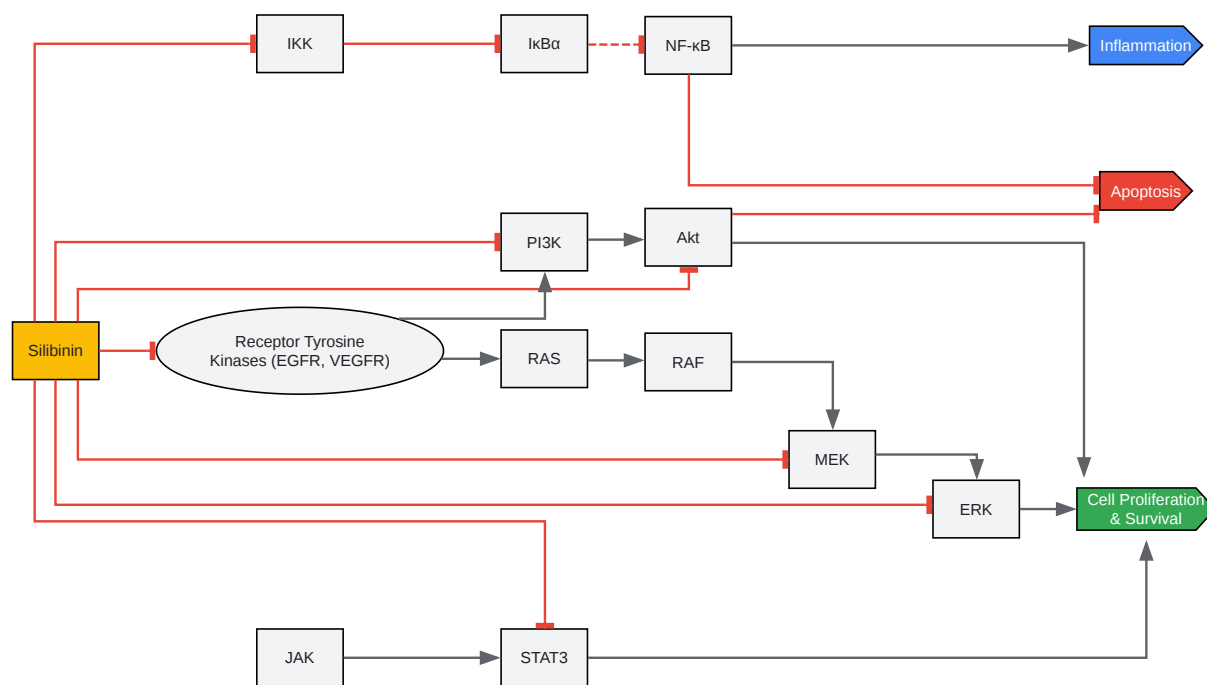 IKK
IκBα
NF-κB
Inflammation
Apoptosis
PI3K
Akt
Silibinin
Receptor Tyrosine
Kinases (EGFR, VEGFR)
RAS
RAF
MEK
ERK
Cell Proliferation
& Survival
JAK
STAT3